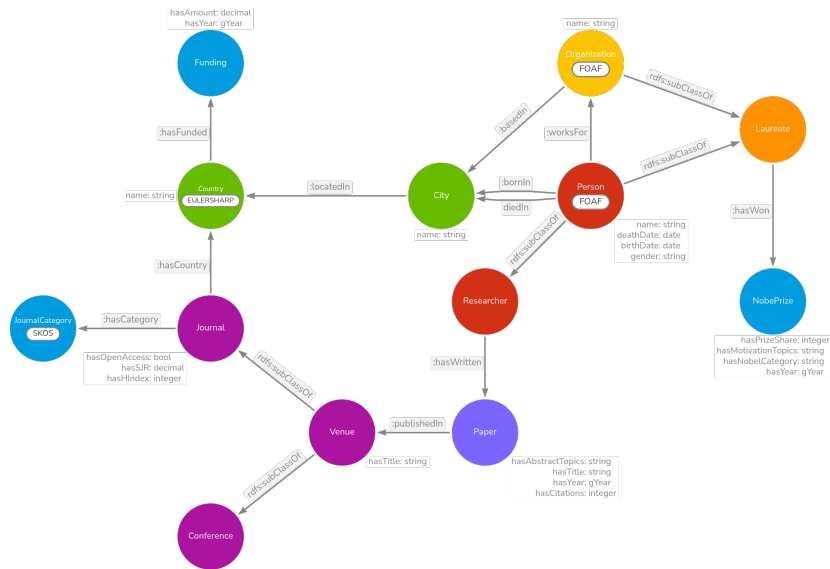 hasAmount: decimal
hasYear: gYear
Funding
name: string
Organization
FOAF
rdfs:subClassOf
Laureate
:hasFunded
:basedIn
:worksFor
rdfs:subClassOf
Country
EULERSHARP
name: string
:locatedIn
City
name: string
:bornIn
diedIn
Person
FOAF
name: string
deathDate: date
birthDate: date
gender: string
:hasWon
rdfs:subClassOf
:hasCountry
Researcher
NobePrize
hasPrizeShare: integer
hasMotivationTopics: string
hasNobelCategory: string
hasYear: gYear
JournalCategory
SKOS
:hasCategory
Journal
hasOpenAccess: bool
hasSJR: decimal
hasHIndex: integer
:hasWritten
rdfs:subClassOf
Venue
hasTitle: string
:publishedIn
Paper
hasAbstractTopics: string
hasTitle: string
hasYear: gYear
hasCitations: integer
rdfs:subClassOf
Conference